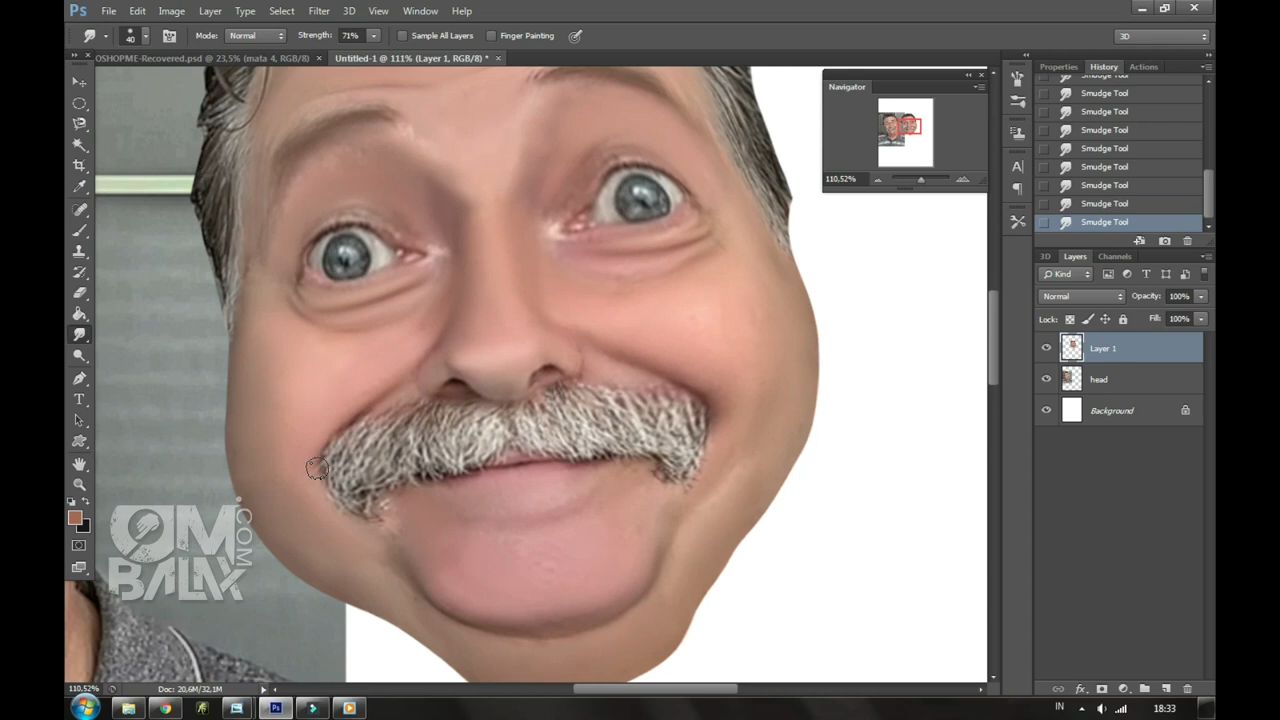 Ps File Edit Image Layer Type Select Filter 3D View Window Help
40 Mode: Normal Strength: 71% Sample All Layers Finger Painting 3D
OSHOPME-Recovered.psd @ 23,5% (mata 4, RGB/8) × Untitled-1 @ 111% (Layer 1, RGB/8) * ×
Navigator
110,52%
Properties History Actions
Smudge Tool
Smudge Tool
Smudge Tool
Smudge Tool
Smudge Tool
Smudge Tool
Smudge Tool
Smudge Tool
Smudge Tool
3D Layers Channels
Kind
Normal Opacity: 100%
Lock: Fill: 100%
Layer 1
head
Background
OM
BALAX
.COM
110,52% Doc: 20,6M/32,1M
IN 18:33